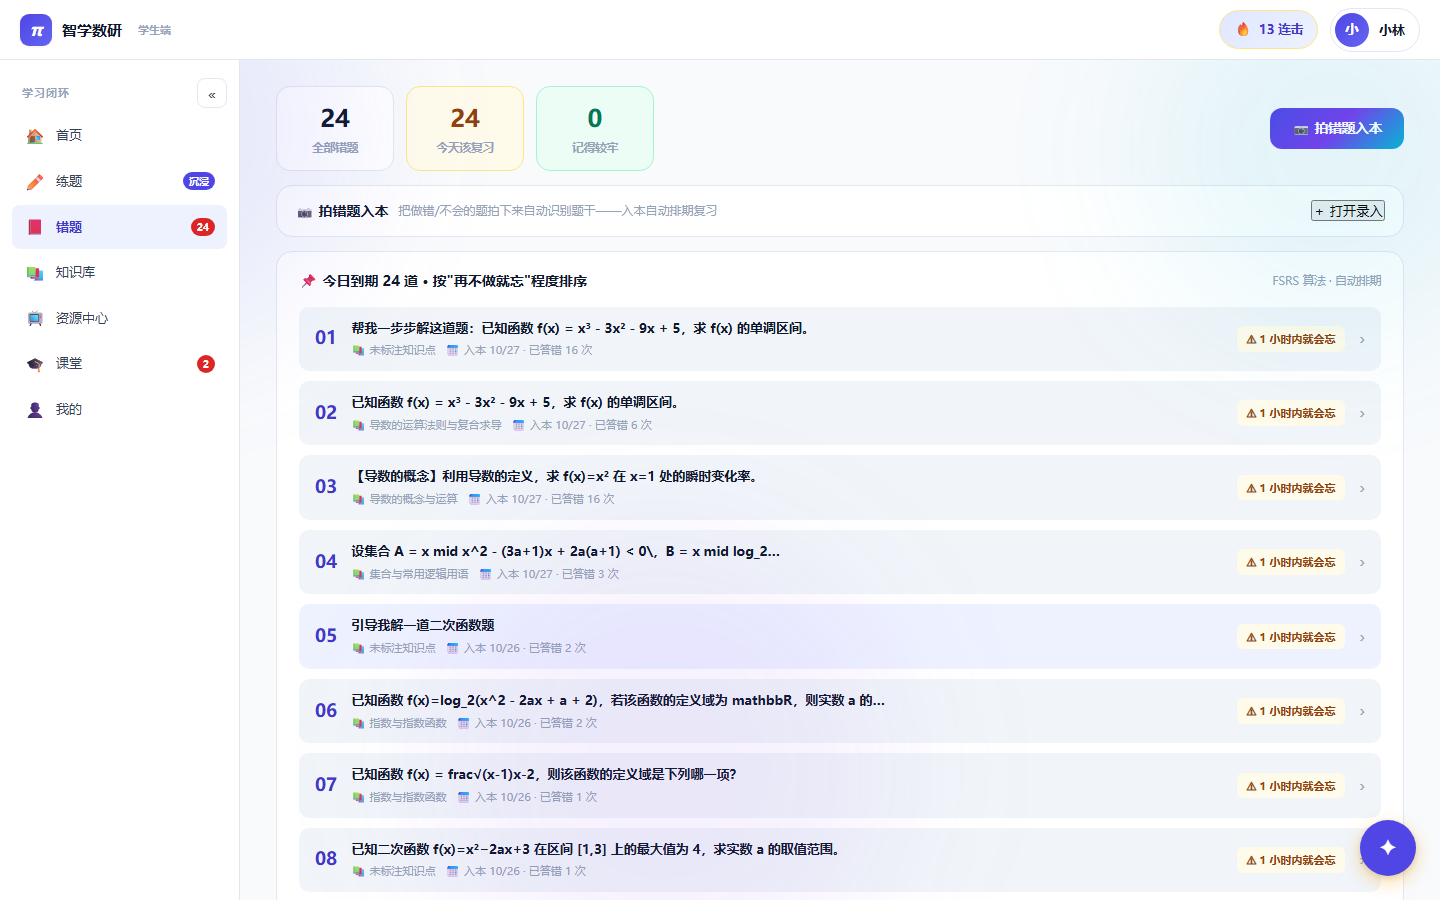 π 智学数研 学生端
13 连击
小 小林
学习闭环 «
首页
练题 沉浸
错题 24
知识库
资源中心
课堂 2
我的
24
全部错题
24
今天该复习
0
记得较牢
拍错题入本
拍错题入本 把做错/不会的题拍下来自动识别题干——入本自动排期复习
+ 打开录入
今日到期 24 道 • 按"再不做就忘"程度排序
FSRS 算法 · 自动排期
01 帮我一步步解这道题：已知函数 f(x) = x³ - 3x² - 9x + 5，求 f(x) 的单调区间。
未标注知识点 入本 10/27 · 已答错 16 次
⚠ 1 小时内就会忘 ›
02 已知函数 f(x) = x³ - 3x² - 9x + 5，求 f(x) 的单调区间。
导数的运算法则与复合求导 入本 10/27 · 已答错 6 次
⚠ 1 小时内就会忘 ›
03 【导数的概念】利用导数的定义，求 f(x)=x² 在 x=1 处的瞬时变化率。
导数的概念与运算 入本 10/27 · 已答错 16 次
⚠ 1 小时内就会忘 ›
04 设集合 A = x mid x^2 - (3a+1)x + 2a(a+1) < 0\，B = x mid log_2...
集合与常用逻辑用语 入本 10/27 · 已答错 3 次
⚠ 1 小时内就会忘 ›
05 引导我解一道二次函数题
未标注知识点 入本 10/26 · 已答错 2 次
⚠ 1 小时内就会忘 ›
06 已知函数 f(x)=log_2(x^2 - 2ax + a + 2)，若该函数的定义域为 mathbbR，则实数 a 的...
指数与指数函数 入本 10/26 · 已答错 2 次
⚠ 1 小时内就会忘 ›
07 已知函数 f(x) = frac√(x-1)x-2，则该函数的定义域是下列哪一项？
指数与指数函数 入本 10/26 · 已答错 1 次
⚠ 1 小时内就会忘 ›
08 已知二次函数 f(x)=x²−2ax+3 在区间 [1,3] 上的最大值为 4，求实数 a 的取值范围。
未标注知识点 入本 10/26 · 已答错 1 次
⚠ 1 小时内就会忘